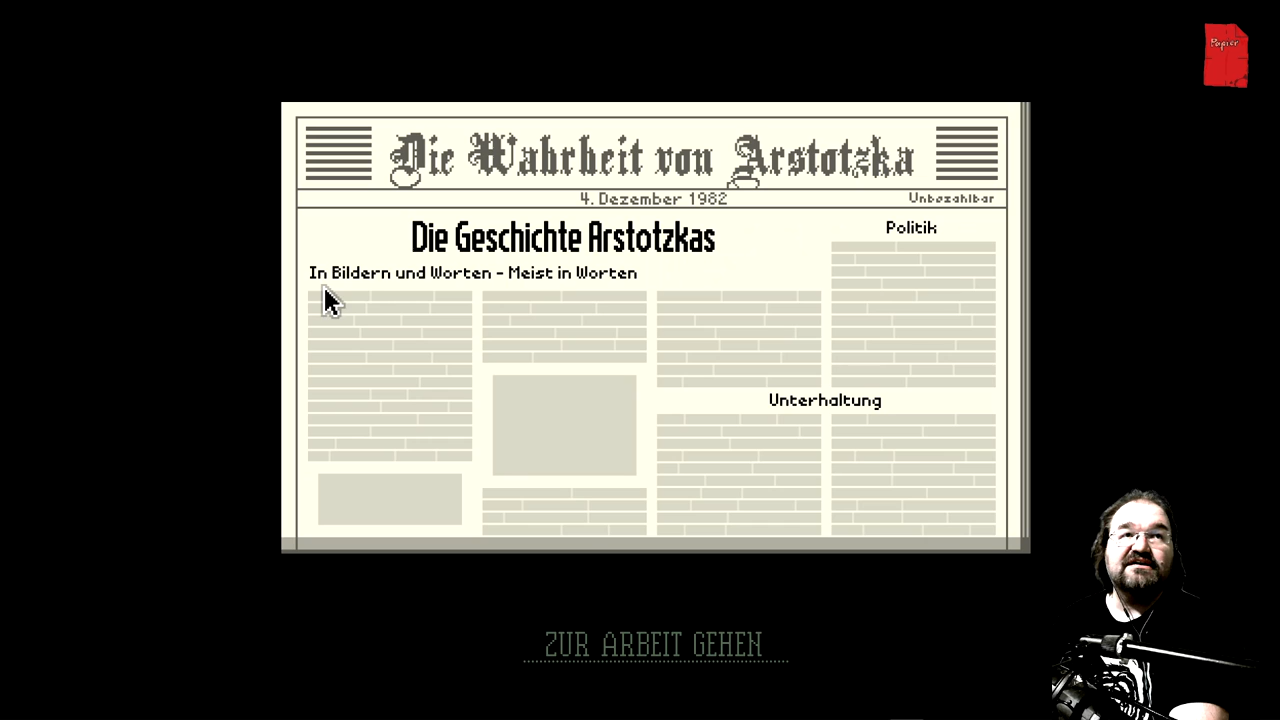 Papier
Die Wahrheit von Arstotzka
4. Dezember 1982
Unbezahlbar
Die Geschichte Arstotzkas
In Bildern und Worten - Meist in Worten
Politik
Unterhaltung
ZUR ARBEIT GEHEN